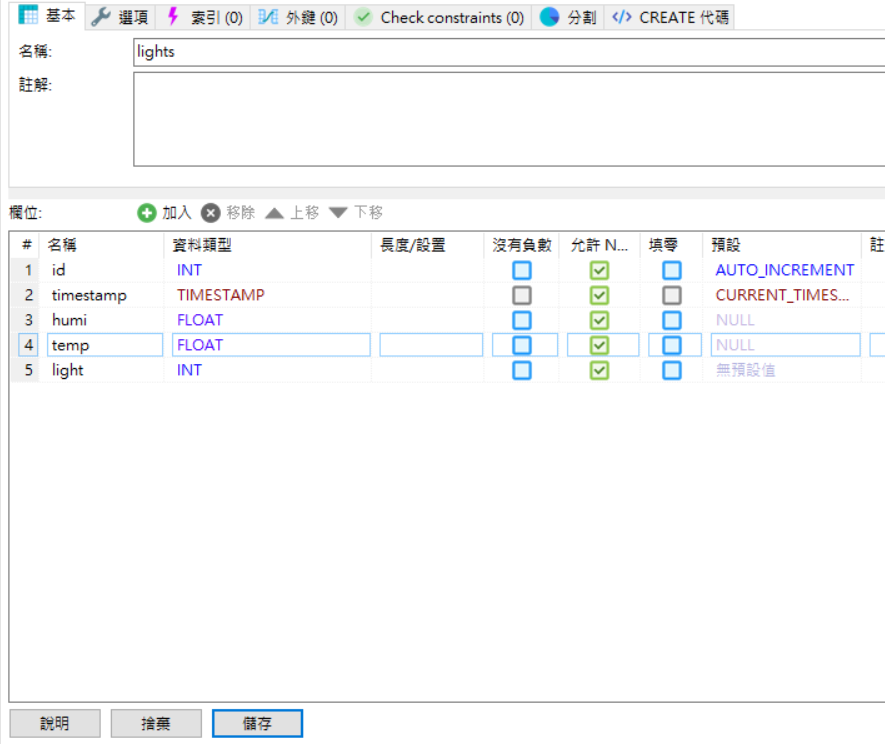 基本 選項 索引 (0) 外鍵 (0) Check constraints (0) 分割 </> CREATE 代碼
名稱: lights
註解:
欄位: 加入 移除 上移 下移
# 名稱 資料類型 長度/設置 沒有負數 允許 N... 填零 預設 註
1 id INT AUTO_INCREMENT
2 timestamp TIMESTAMP CURRENT_TIMES...
3 humi FLOAT NULL
4 temp FLOAT NULL
5 light INT 無預設值
說明 捨棄 儲存